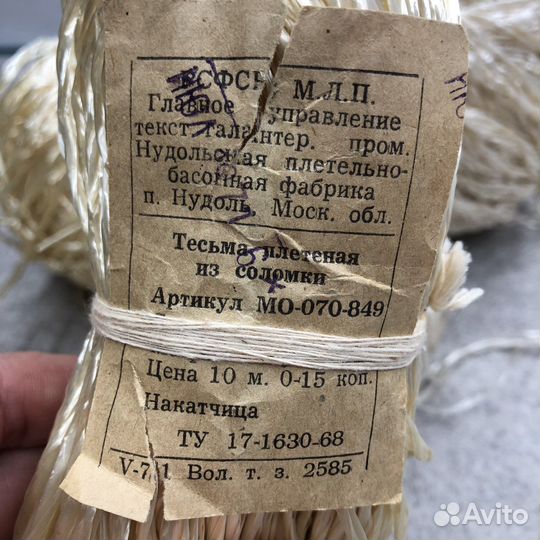 РСФСР М.Л.П.
Главное управление
текст. галантер. пром.
Нудольская плетельно-
басонная фабрика
п. Нудоль, Моск. обл.
Тесьма плетеная
из соломки
Артикул МО-070-849
Цена 10 м. 0-15 коп.
Накатчица
ТУ 17-1630-68
V-71 Вол. т. з. 2585
Avito